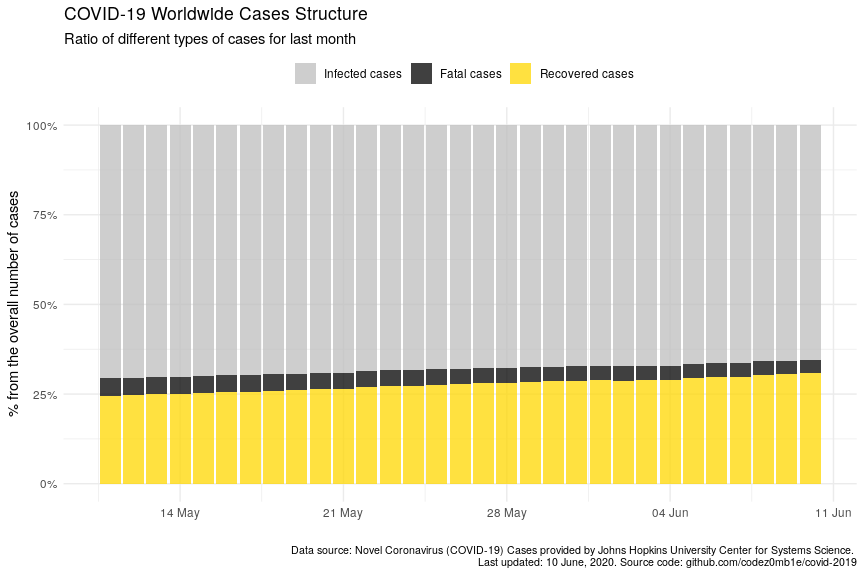 COVID-19 Worldwide Cases Structure
Ratio of different types of cases for last month
Infected cases
Fatal cases
Recovered cases
% from the overall number of cases
100%
75%
50%
25%
0%
14 May
21 May
28 May
04 Jun
11 Jun
Data source: Novel Coronavirus (COVID-19) Cases provided by Johns Hopkins University Center for Systems Science.
Last updated: 10 June, 2020. Source code: github.com/codez0mb1e/covid-2019